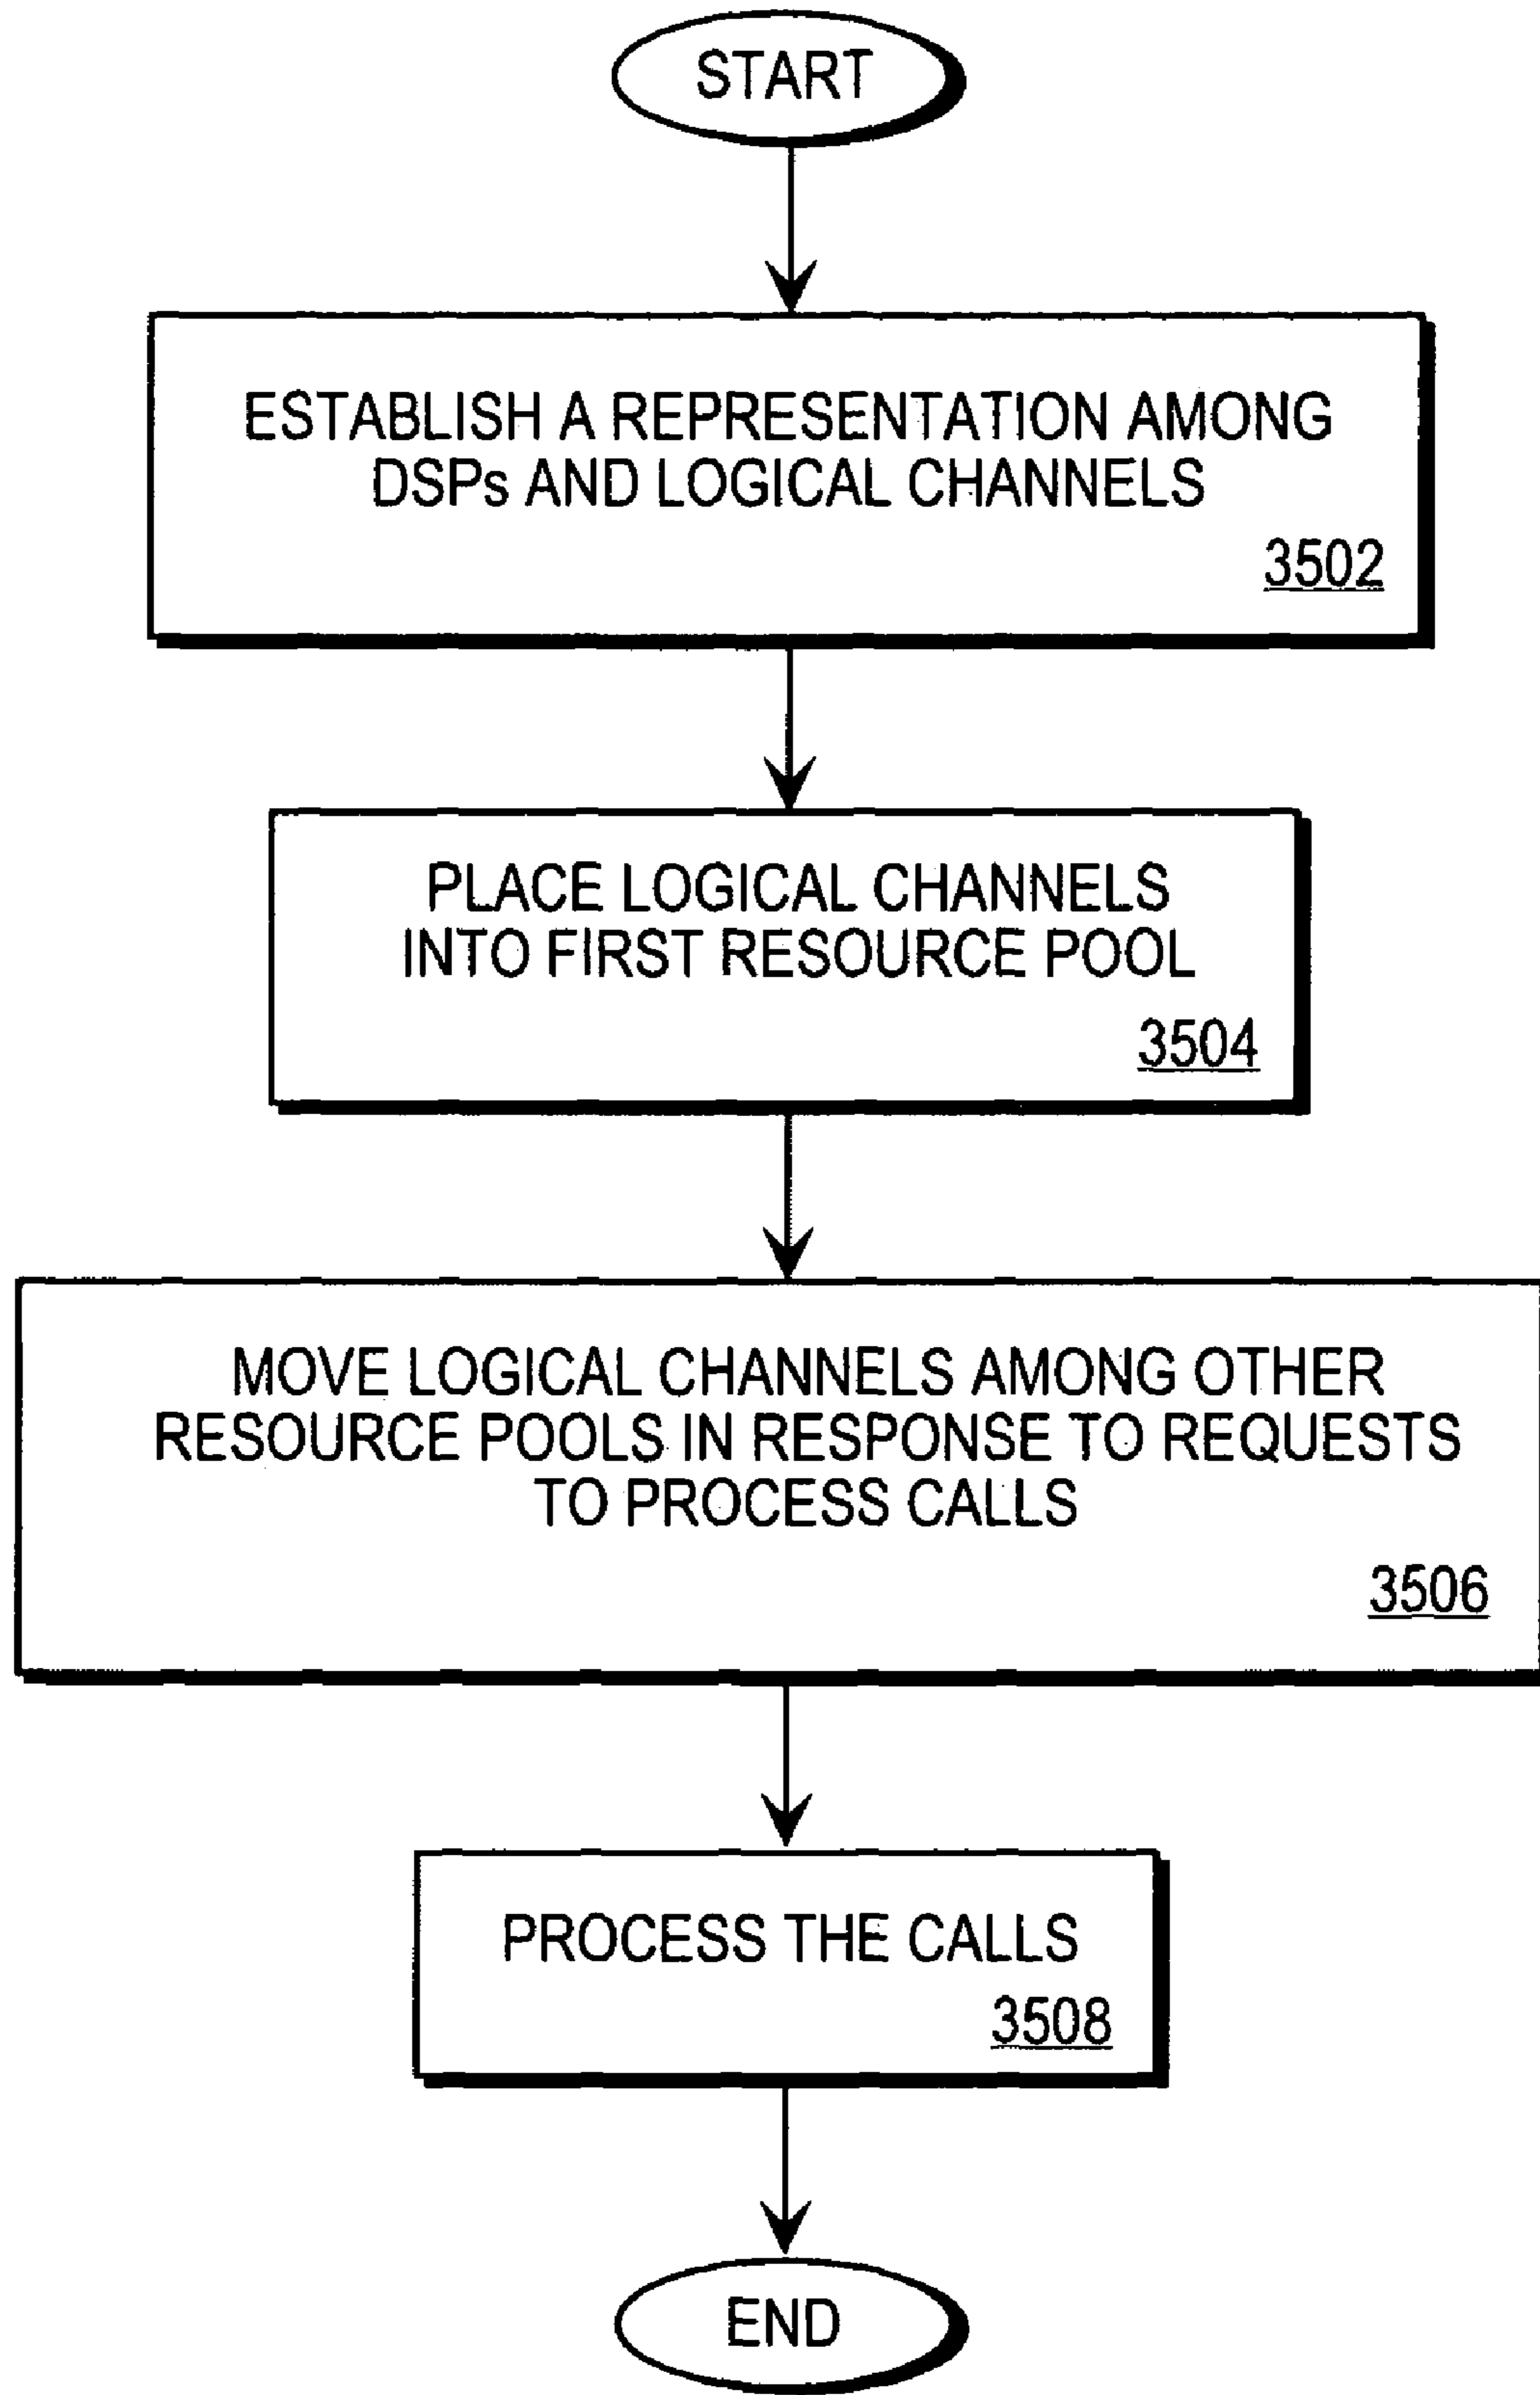 START
ESTABLISH A REPRESENTATION AMONG
DSPs AND LOGICAL CHANNELS
3502
PLACE LOGICAL CHANNELS
INTO FIRST RESOURCE POOL
3504
MOVE LOGICAL CHANNELS AMONG OTHER
RESOURCE POOLS IN RESPONSE TO REQUESTS
TO PROCESS CALLS
3506
PROCESS THE CALLS
3508
END